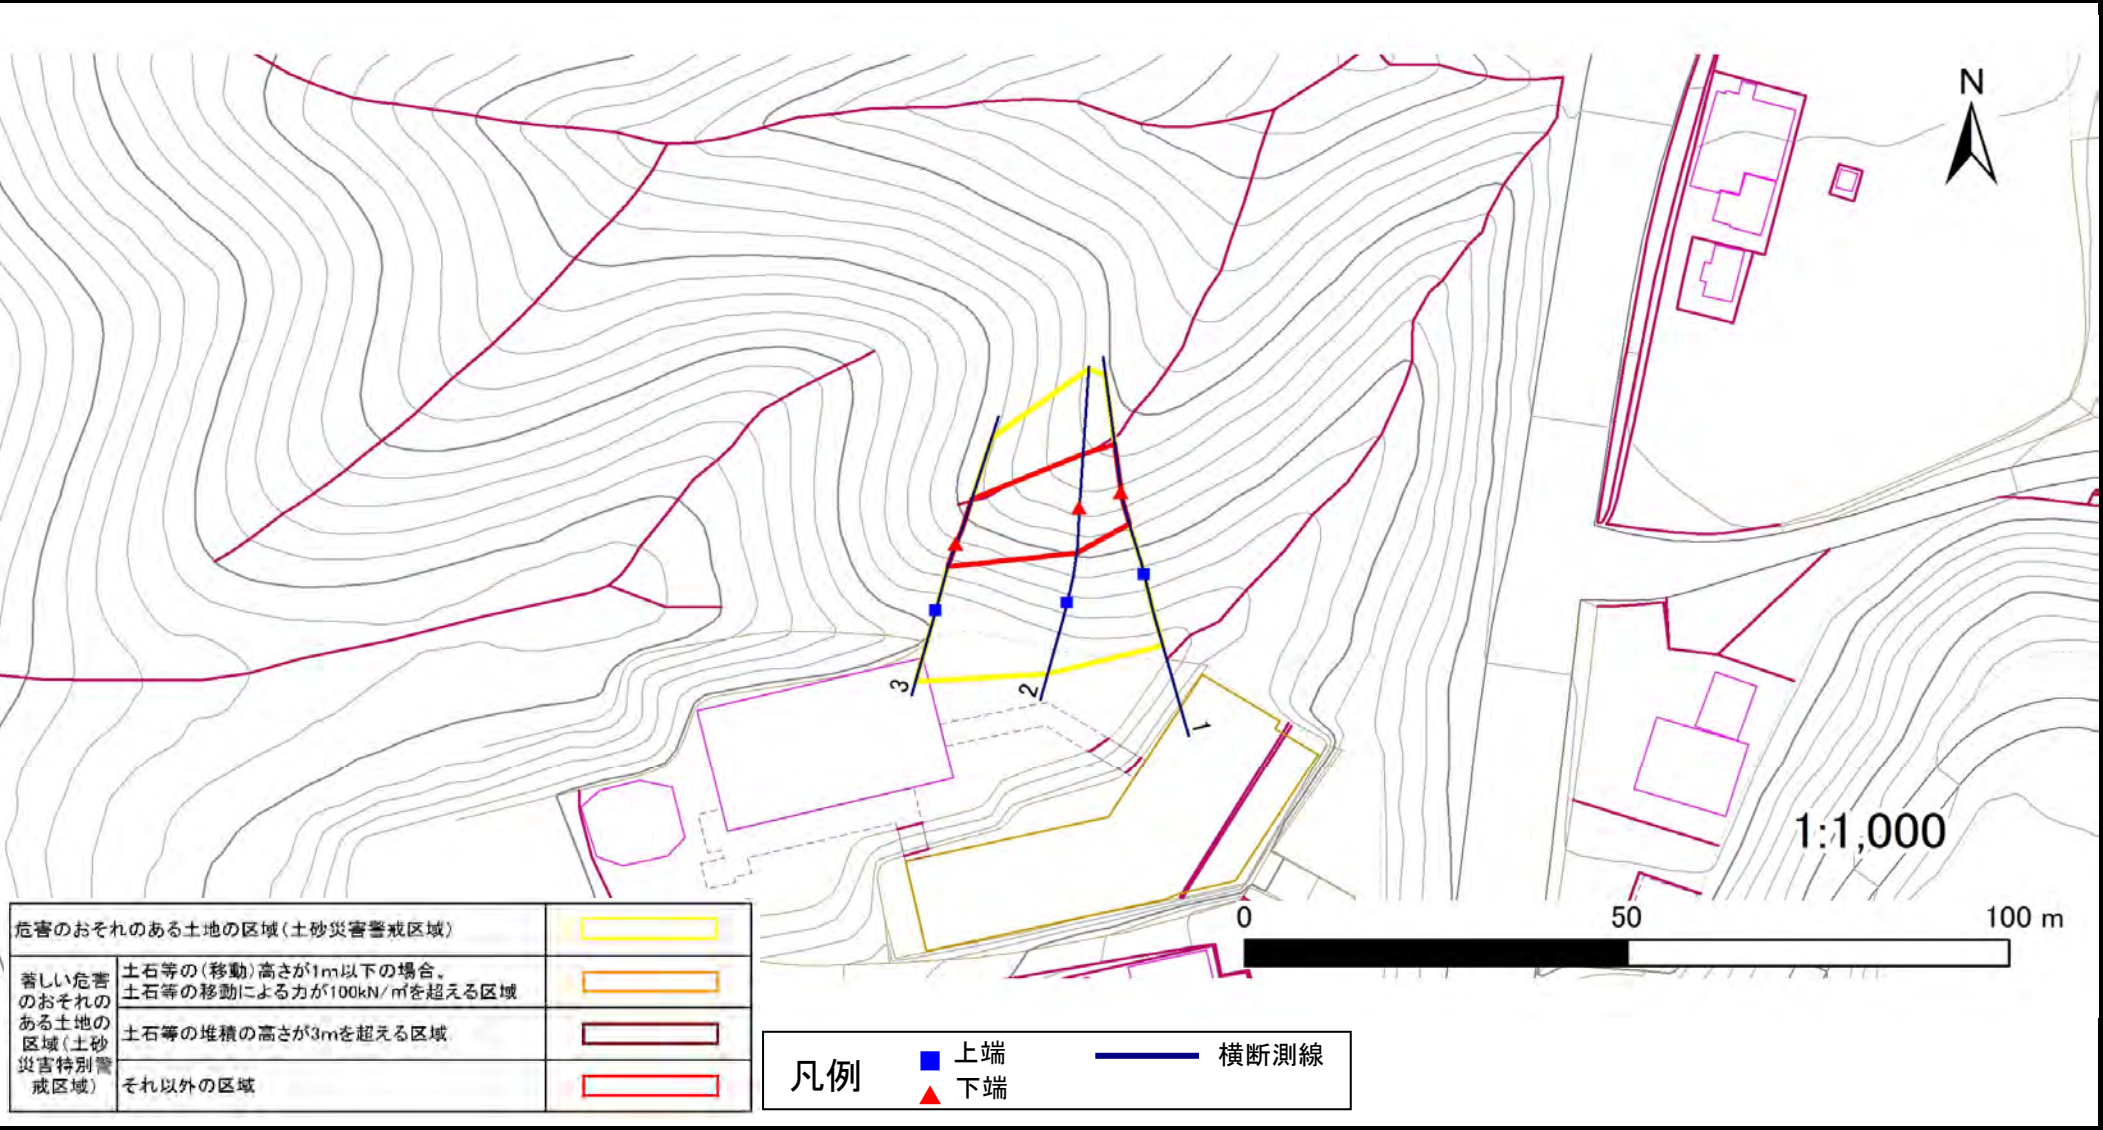 N
3
2
1
1:1,000
0 50 100 m
危害のおそれのある土地の区域(土砂災害警戒区域)
著しい危害
のおそれの
ある土地の
区域(土砂
災害特別警
戒区域)
土石等の(移動)高さが1m以下の場合、
土石等の移動による力が100kN/㎡を超える区域
土石等の堆積の高さが3mを超える区域
それ以外の区域
凡例
上端
下端
横断測線